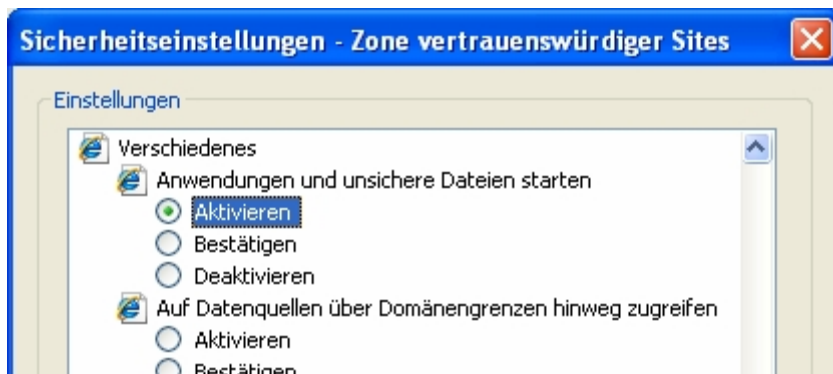 Sicherheitseinstellungen - Zone vertrauenswürdiger Sites
Einstellungen
Verschiedenes
Anwendungen und unsichere Dateien starten
Aktivieren
Bestätigen
Deaktivieren
Auf Datenquellen über Domänengrenzen hinweg zugreifen
Aktivieren
Bestätigen